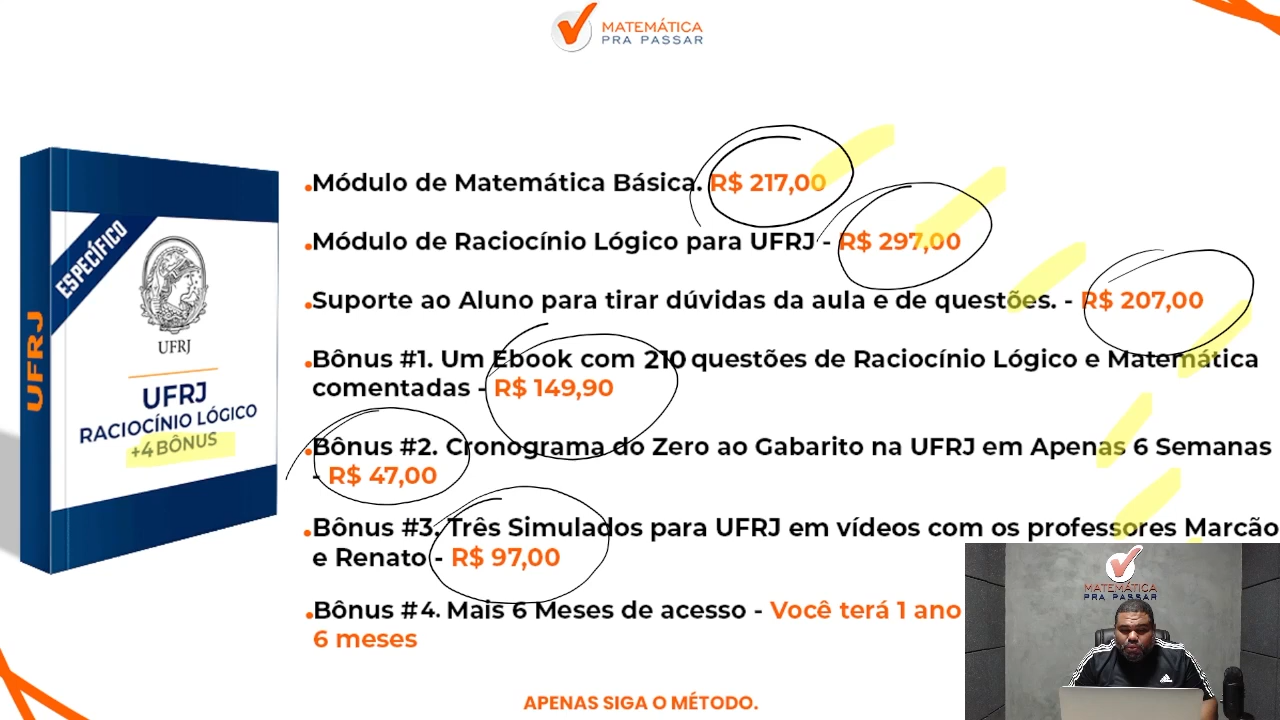 MATEMÁTICA
PRA PASSAR
ESPECÍFICO
UFRJ
UFRJ
UFRJ
RACIOCÍNIO LÓGICO
+4 BÔNUS
•Módulo de Matemática Básica. R$ 217,00
•Módulo de Raciocínio Lógico para UFRJ - R$ 297,00
•Suporte ao Aluno para tirar dúvidas da aula e de questões. - R$ 207,00
•Bônus #1. Um Ebook com 210 questões de Raciocínio Lógico e Matemática
comentadas - R$ 149,90
•Bônus #2. Cronograma do Zero ao Gabarito na UFRJ em Apenas 6 Semanas
- R$ 47,00
•Bônus #3. Três Simulados para UFRJ em vídeos com os professores Marcão
e Renato - R$ 97,00
•Bônus #4. Mais 6 Meses de acesso - Você terá 1 ano
6 meses
MATEMÁTICA
PRA PASSAR
adidas
APENAS SIGA O MÉTODO.